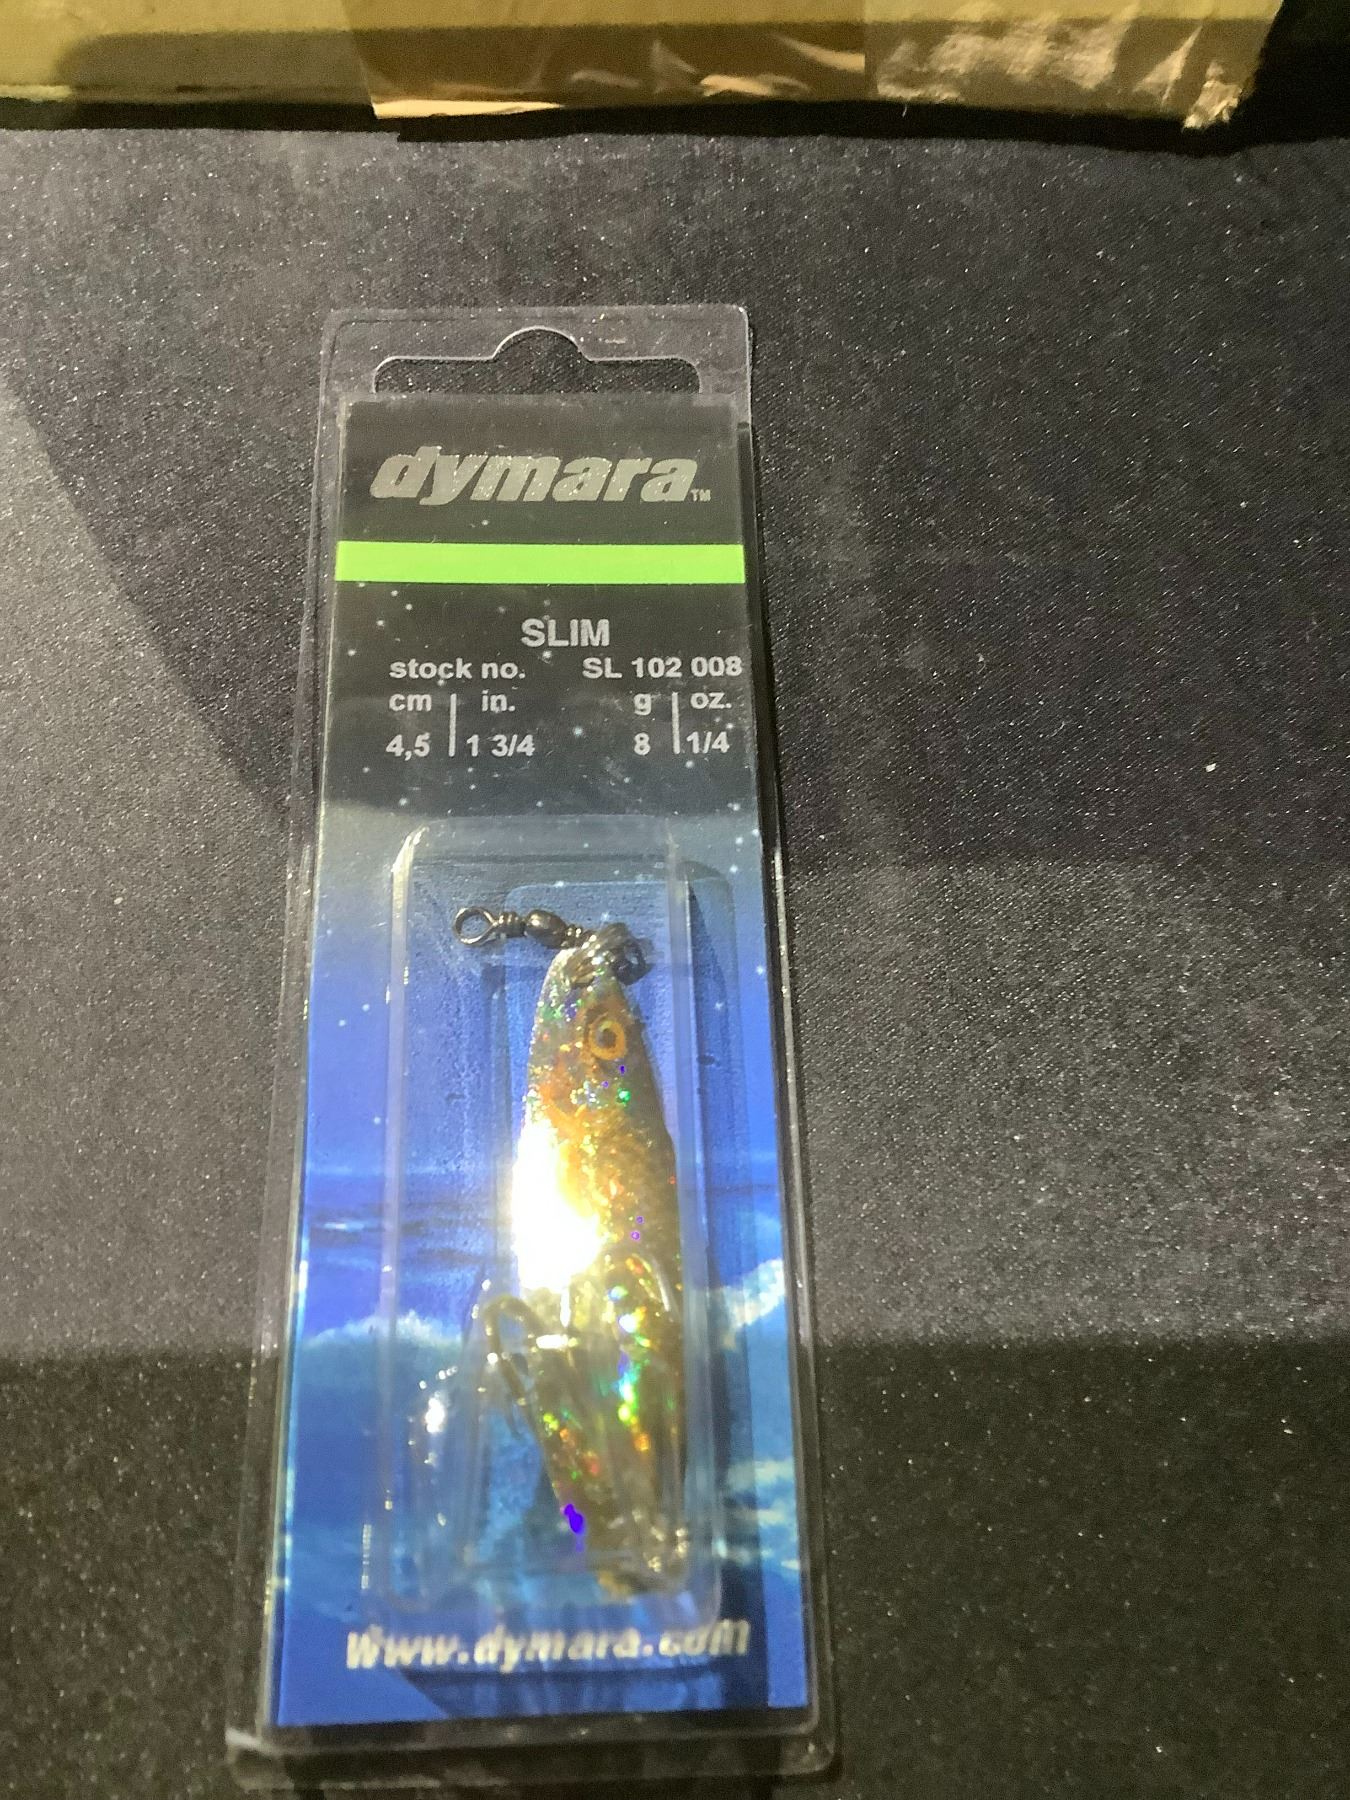 dymara™
SLIM
stock no. SL 102 008
cm | in. g | oz.
4,5 | 1 3/4 8 | 1/4
www.dymara.com